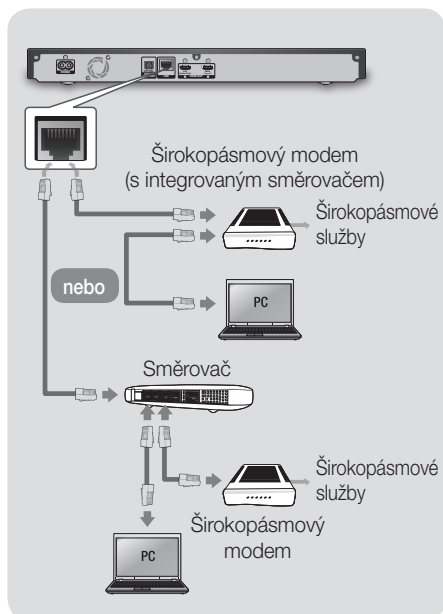 Širokopásmový modem
(s integrovaným směrovačem)
Širokopásmové
služby
nebo
PC
Směrovač
Širokopásmové
služby
Širokopásmový
modem
PC